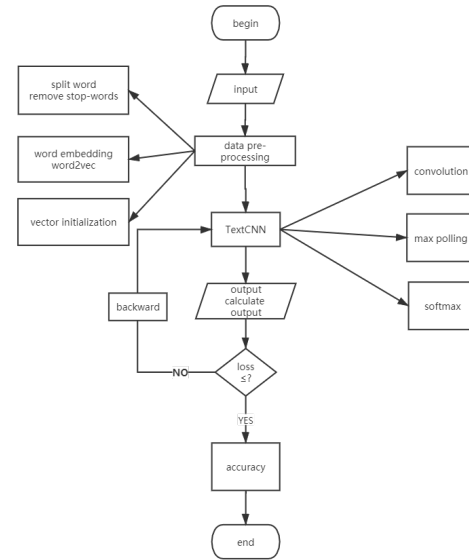 begin
input
split word
remove stop-words
data pre-
processing
word embedding
word2vec
convolution
vector initialization
TextCNN
max polling
output
calculate
output
backward
softmax
loss
≤?
NO
YES
accuracy
end